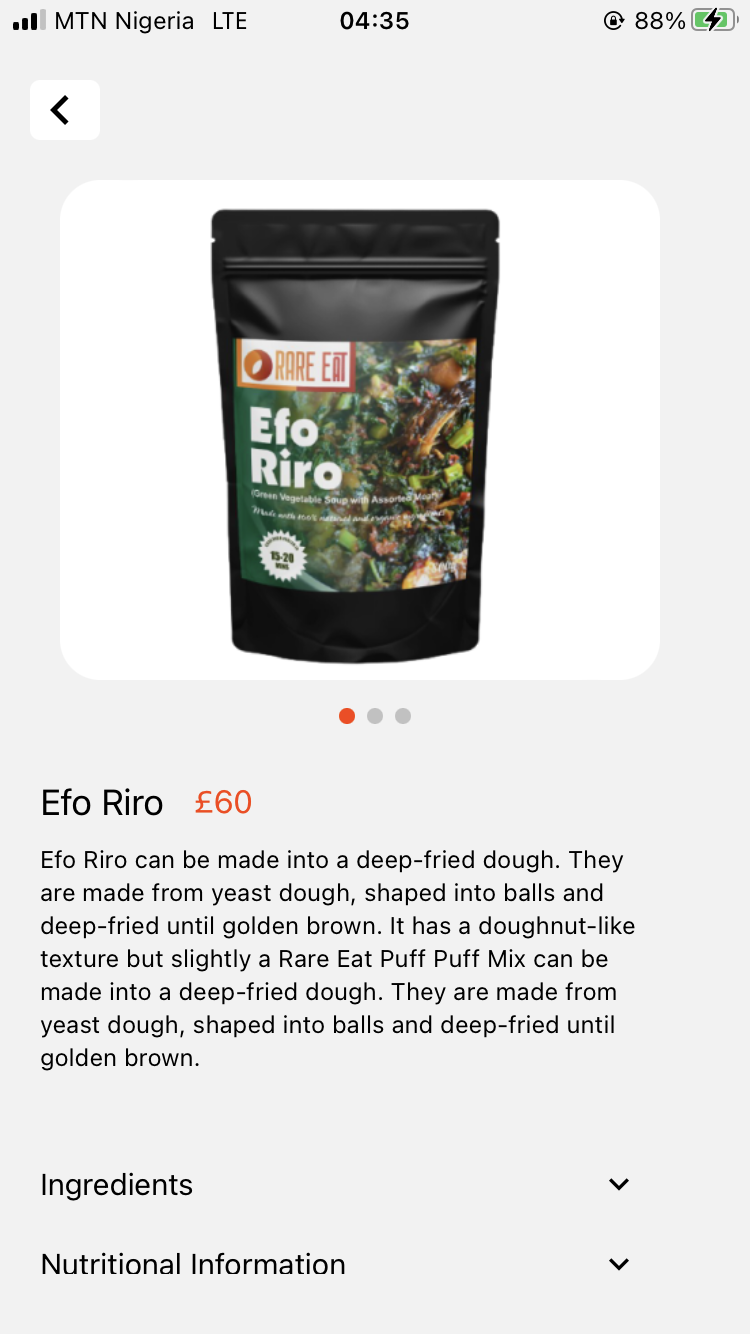 MTN Nigeria LTE 04:35 88%
RARE EAT
Efo
Riro
(Green Vegetable Soup with Assorted Meat)
Made with 100% natural and organic
15-20
MINS
Efo Riro £60
Efo Riro can be made into a deep-fried dough. They
are made from yeast dough, shaped into balls and
deep-fried until golden brown. It has a doughnut-like
texture but slightly a Rare Eat Puff Puff Mix can be
made into a deep-fried dough. They are made from
yeast dough, shaped into balls and deep-fried until
golden brown.
Ingredients
Nutritional Information